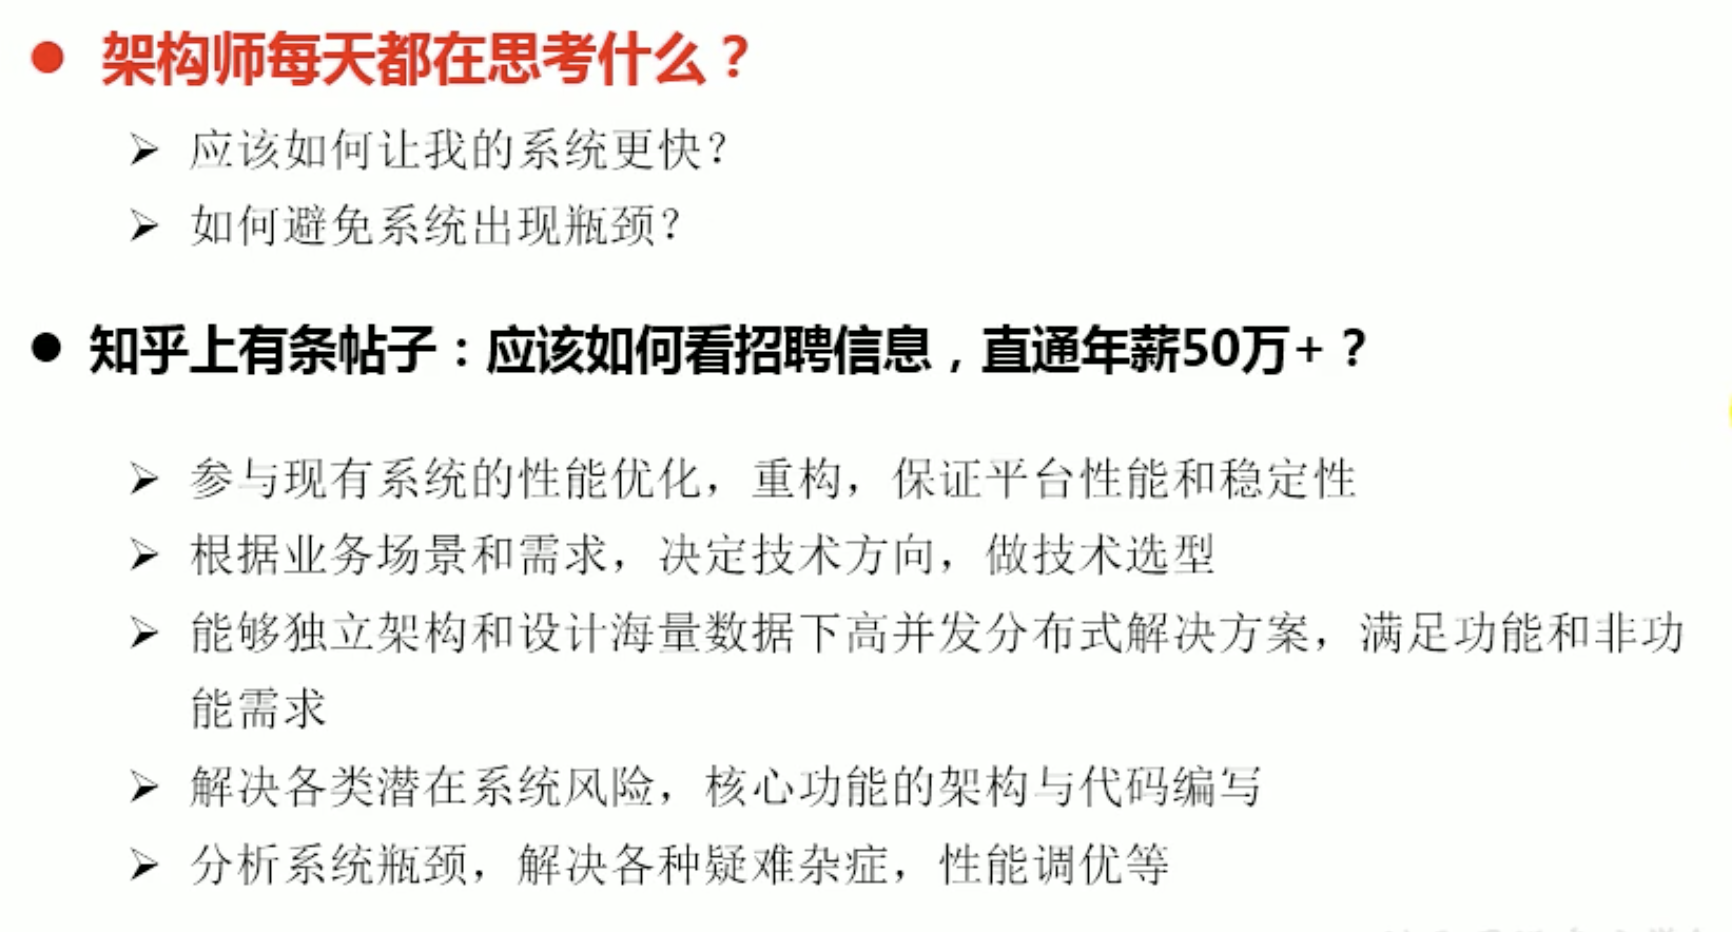 ● 架构师每天都在思考什么？
➢ 应该如何让我的系统更快？
➢ 如何避免系统出现瓶颈？
● 知乎上有条帖子：应该如何看招聘信息，直通年薪50万+？
➢ 参与现有系统的性能优化，重构，保证平台性能和稳定性
➢ 根据业务场景和需求，决定技术方向，做技术选型
➢ 能够独立架构和设计海量数据下高并发分布式解决方案，满足功能和非功
能需求
➢ 解决各类潜在系统风险，核心功能的架构与代码编写
➢ 分析系统瓶颈，解决各种疑难杂症，性能调优等